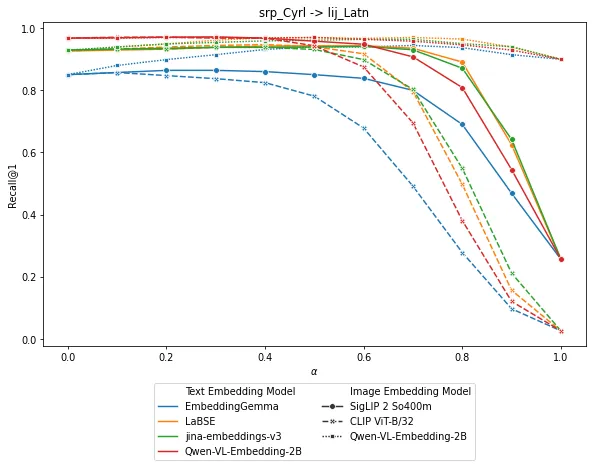 srp_Cyrl -> lij_Latn
Recall@1
1.0
0.8
0.6
0.4
0.2
0.0
0.0 0.2 0.4 0.6 0.8 1.0
α
Text Embedding Model
EmbeddingGemma
LaBSE
jina-embeddings-v3
Qwen-VL-Embedding-2B
Image Embedding Model
SigLIP 2 So400m
CLIP ViT-B/32
Qwen-VL-Embedding-2B